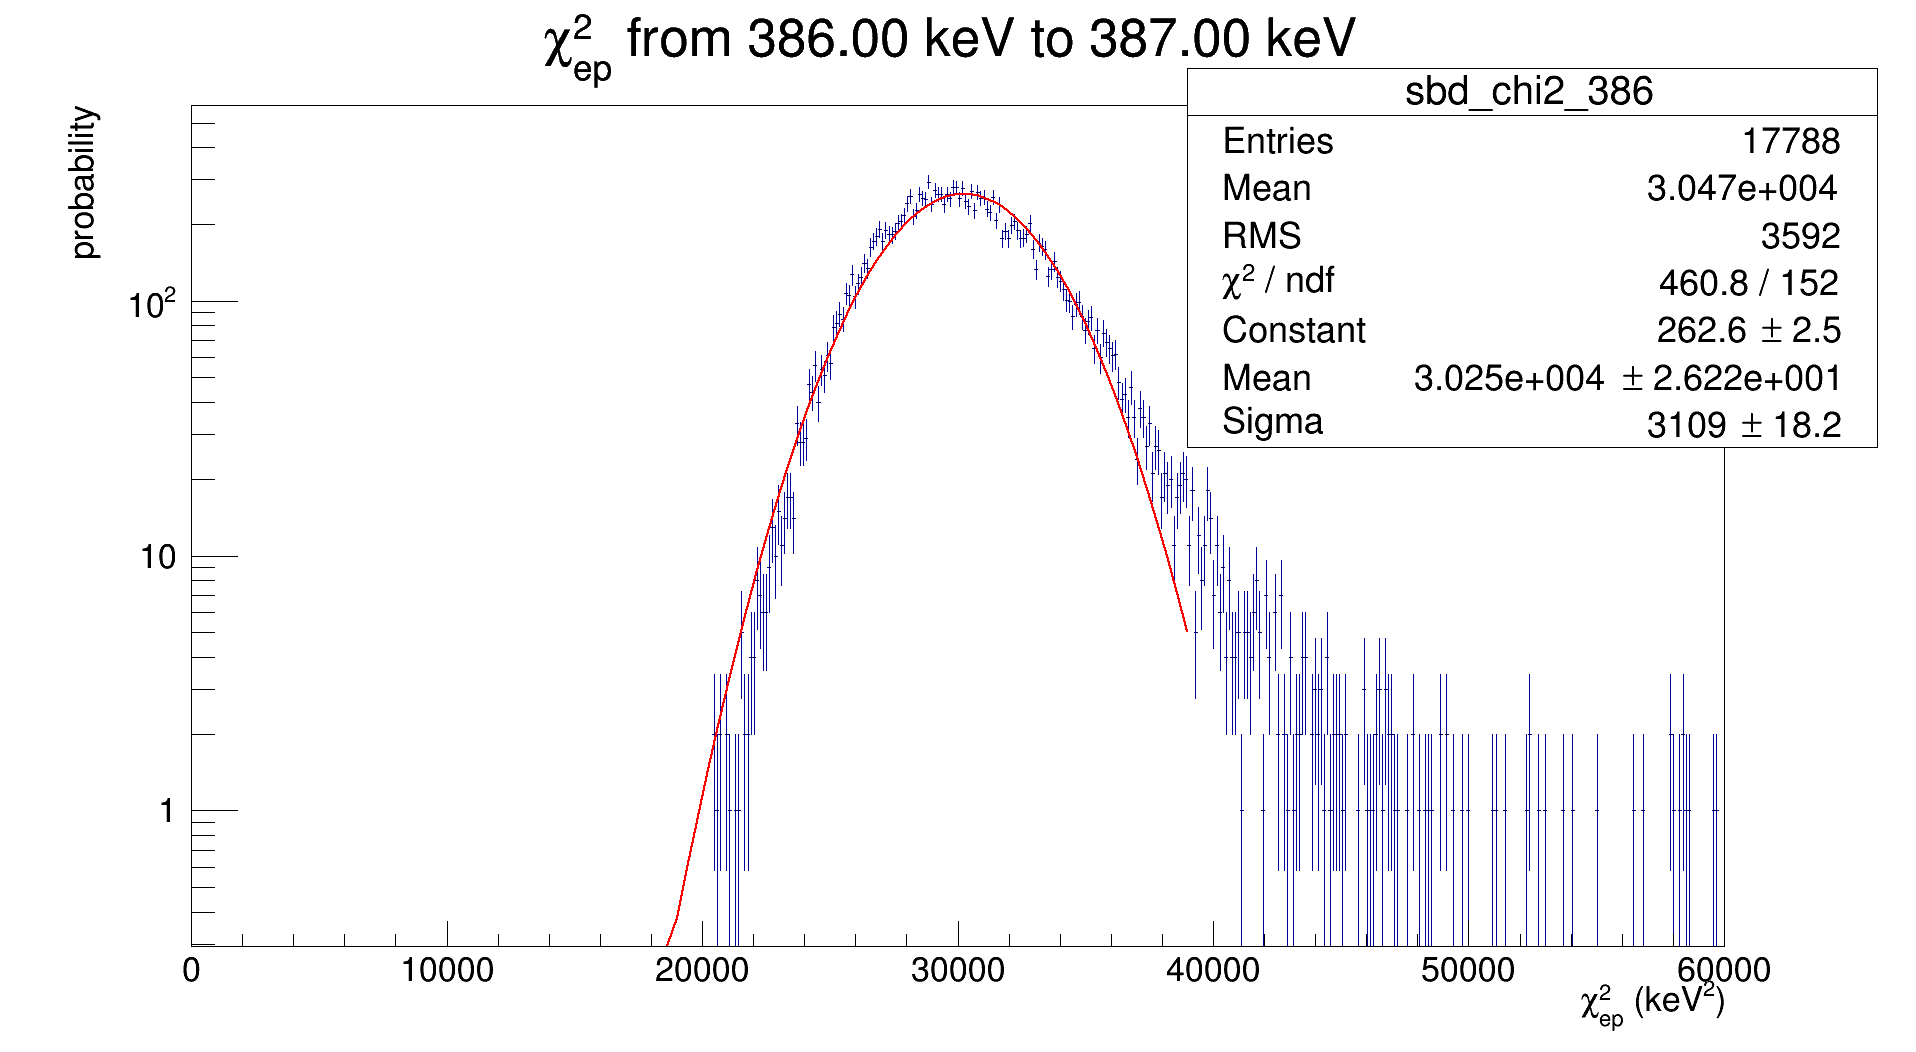 χ²ep from 386.00 keV to 387.00 keV
probability
sbd_chi2_386
Entries 17788
Mean 3.047e+004
RMS 3592
χ² / ndf 460.8 / 152
Constant 262.6 ± 2.5
Mean 3.025e+004 ± 2.622e+001
Sigma 3109 ± 18.2
10²
10
1
0 10000 20000 30000 40000 50000 60000
χ²ep (keV²)